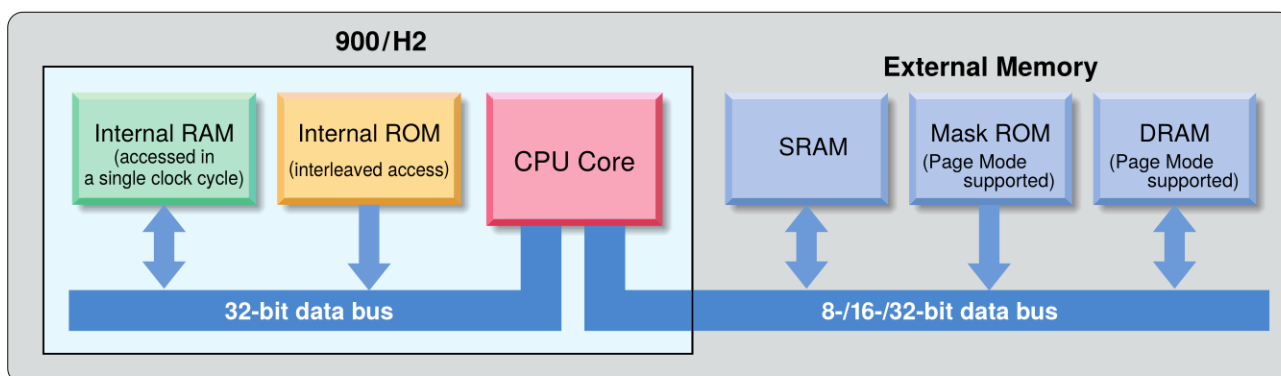 900/H2
External Memory
Internal RAM
(accessed in
a single clock cycle)
Internal ROM
(interleaved access)
CPU Core
SRAM
Mask ROM
(Page Mode
supported)
DRAM
(Page Mode
supported)
32-bit data bus
8-/16-/32-bit data bus